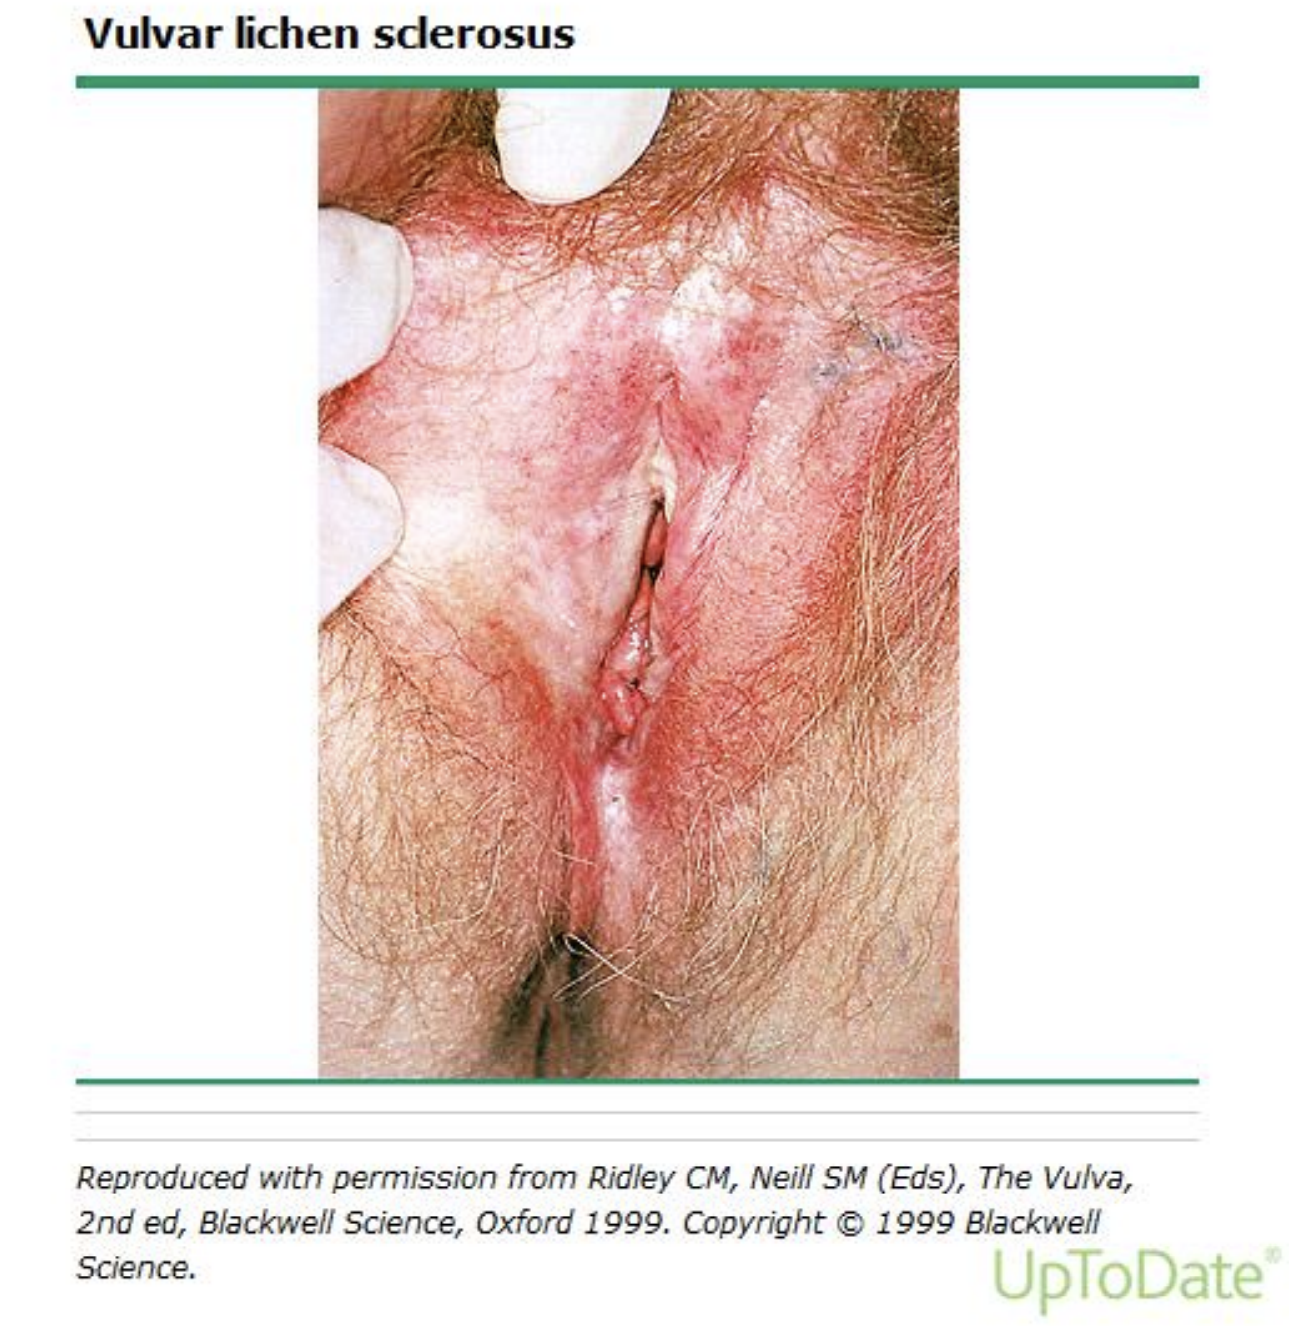 Vulvar lichen sclerosus
Reproduced with permission from Ridley CM, Neill SM (Eds), The Vulva,
2nd ed, Blackwell Science, Oxford 1999. Copyright © 1999 Blackwell
Science.
UpToDate®